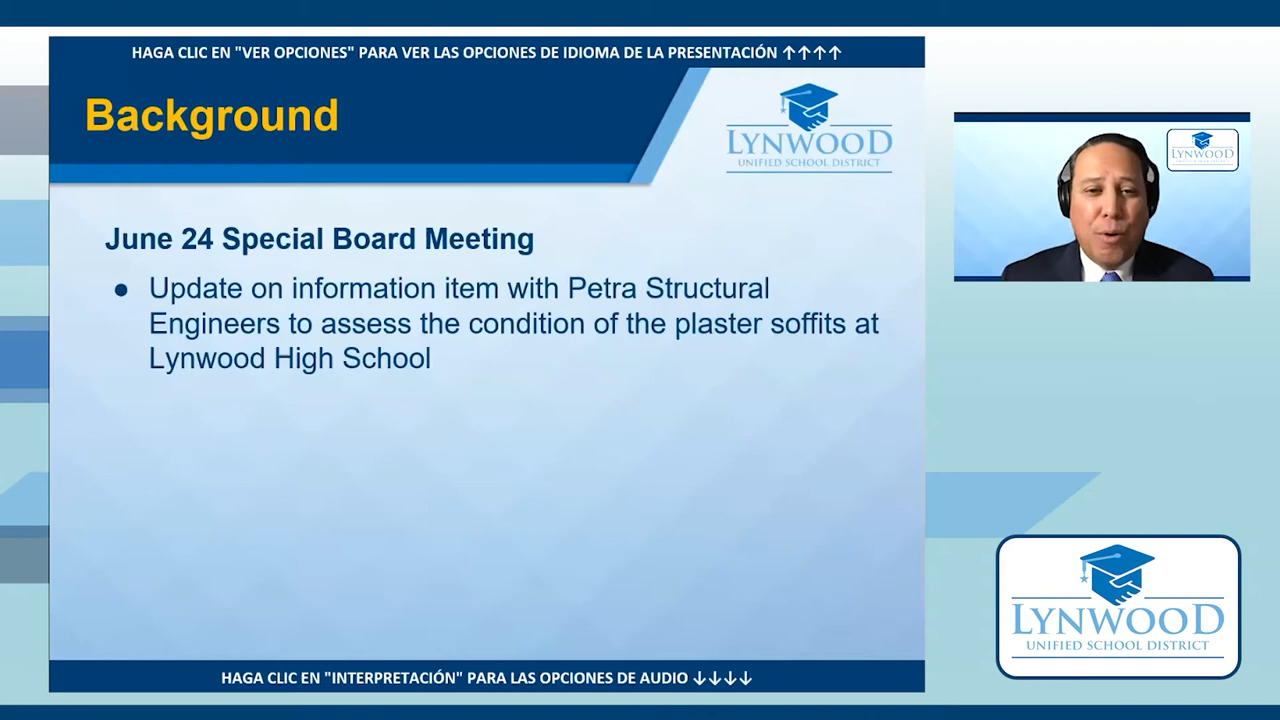 HAGA CLIC EN "VER OPCIONES" PARA VER LAS OPCIONES DE IDIOMA DE LA PRESENTACIÓN ↑↑↑↑
Background
LYNWOOD
UNIFIED SCHOOL DISTRICT
June 24 Special Board Meeting
● Update on information item with Petra Structural
Engineers to assess the condition of the plaster soffits at
Lynwood High School
HAGA CLIC EN "INTERPRETACIÓN" PARA LAS OPCIONES DE AUDIO ↓↓↓↓
LYNWOOD
LYNWOOD
UNIFIED SCHOOL DISTRICT